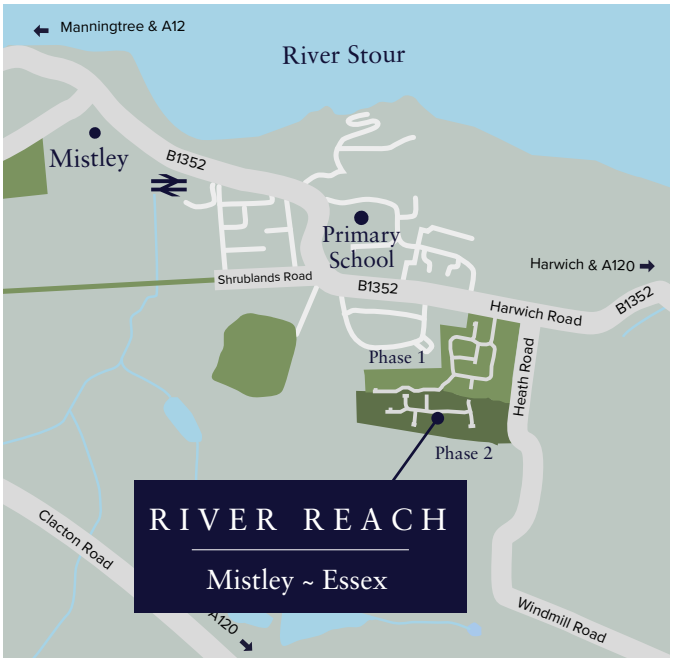 Manningtree & A12
River Stour
Mistley
B1352
Primary
School
Harwich & A120
Shrublands Road
B1352
Harwich Road
B1352
Phase 1
Heath Road
Phase 2
RIVER REACH
Mistley ~ Essex
Clacton Road
A120
Windmill Road